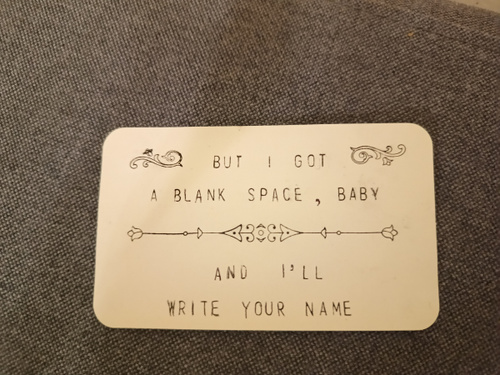 BUT I GOT
A BLANK SPACE, BABY
AND I'LL
WRITE YOUR NAME